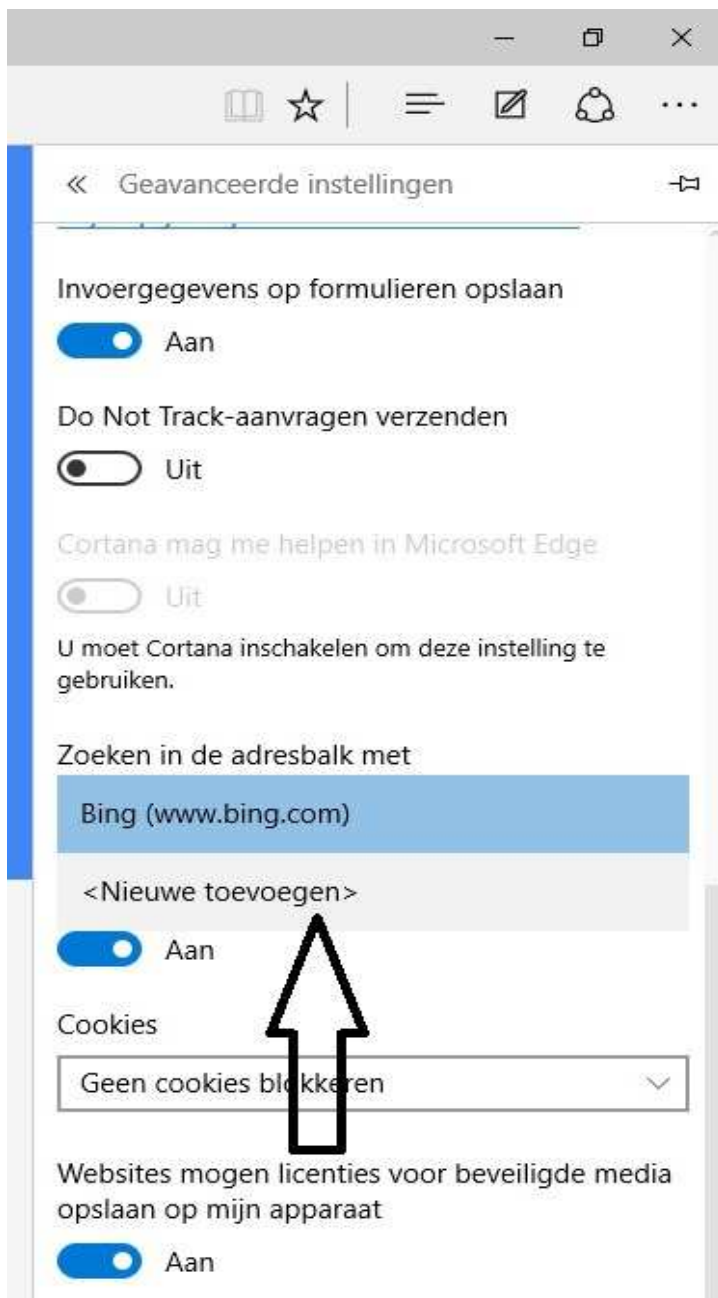 Geavanceerde instellingen
Invoergegevens op formulieren opslaan
Aan
Do Not Track-aanvragen verzenden
Uit
Cortana mag me helpen in Microsoft Edge
Uit
U moet Cortana inschakelen om deze instelling te
gebruiken.
Zoeken in de adresbalk met
Bing (www.bing.com)
<Nieuwe toevoegen>
Aan
Cookies
Geen cookies blokkeren
Websites mogen licenties voor beveiligde media
opslaan op mijn apparaat
Aan